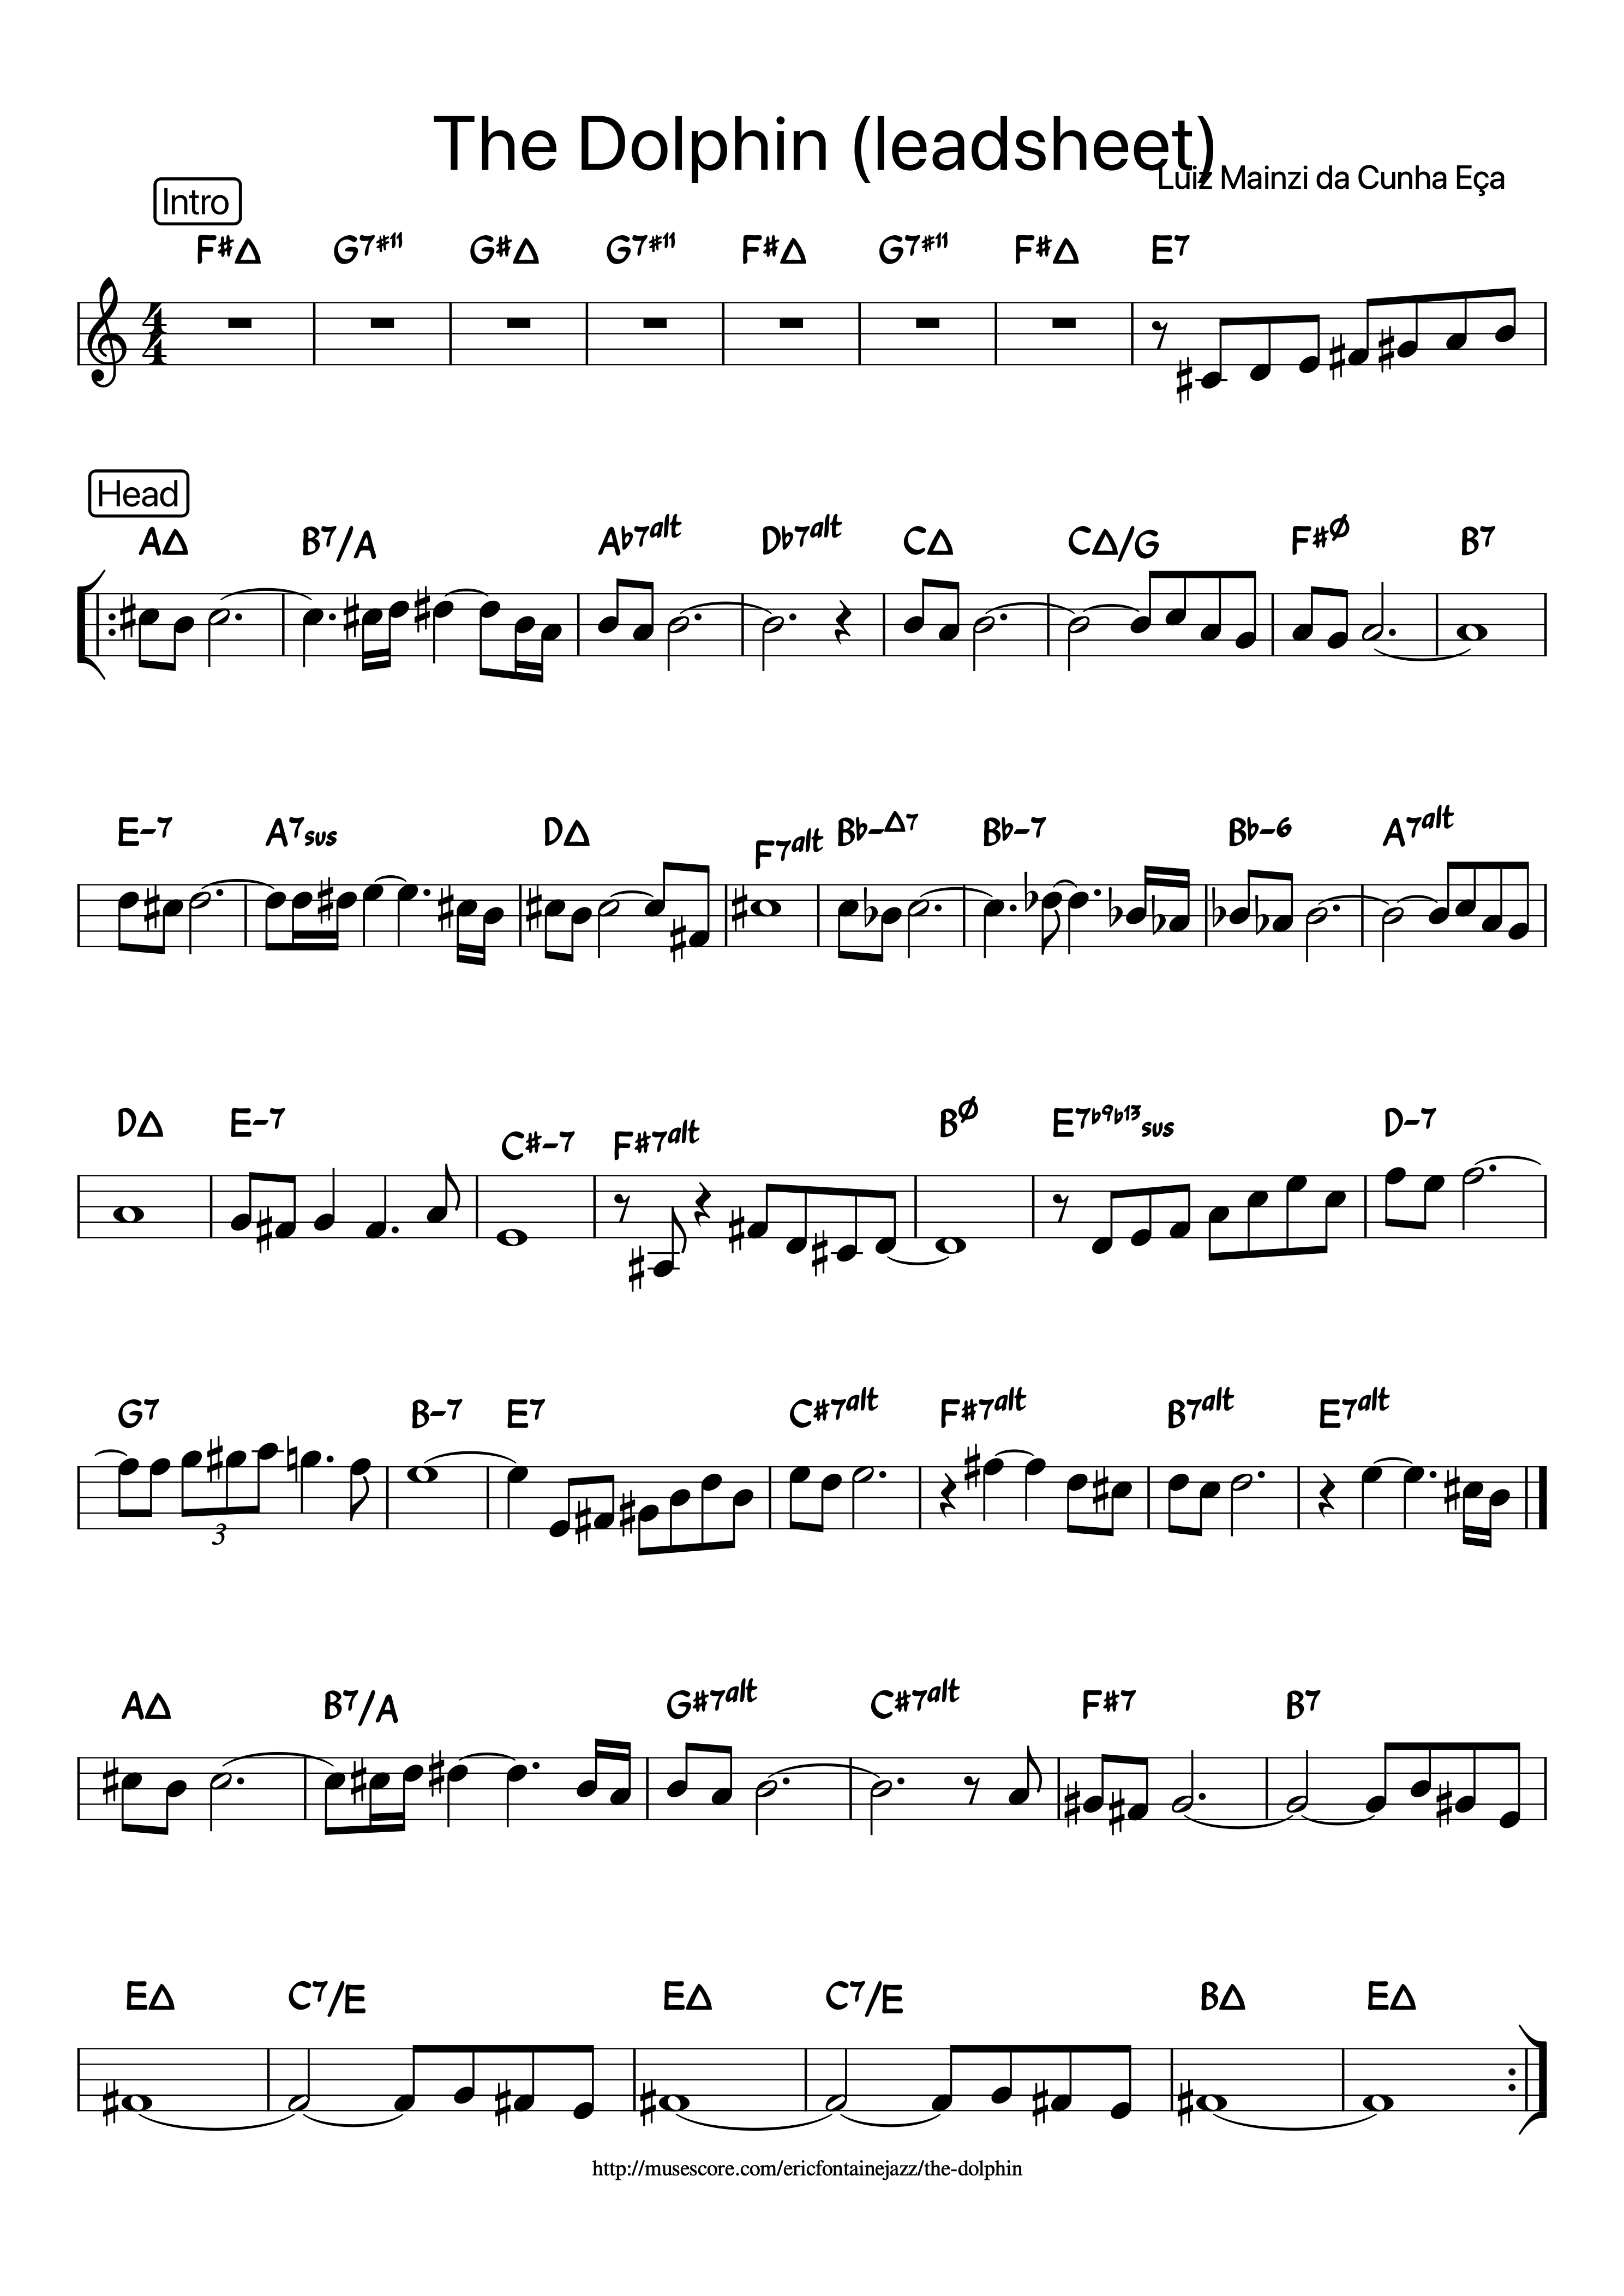 The Dolphin (leadsheet)
Luiz Mainzi da Cunha Eça
Intro
F#Δ G7#11 G#Δ G7#11 F#Δ G7#11 F#Δ E7
4
4
Head
AΔ B7/A Ab7alt Db7alt CΔ CΔ/G F#Ø B7
E-7 A7sus DΔ F7alt Bb-Δ7 Bb-7 Bb-6 A7alt
DΔ E-7 C#-7 F#7alt BØ E7b9b13sus D-7
G7 B-7 E7 C#7alt F#7alt B7alt E7alt
3
AΔ B7/A G#7alt C#7alt F#7 B7
EΔ C7/E EΔ C7/E BΔ EΔ
http://musescore.com/ericfontainejazz/the-dolphin